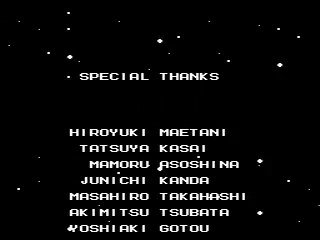 SPECIAL THANKS
HIROYUKI MAETANI
TATSUYA KASAI
MAMORU ASOSHINA
JUNICHI KANDA
MASAHIRO TAKAHASHI
AKIMITSU TSUBATA
YOSHIAKI GOTOU